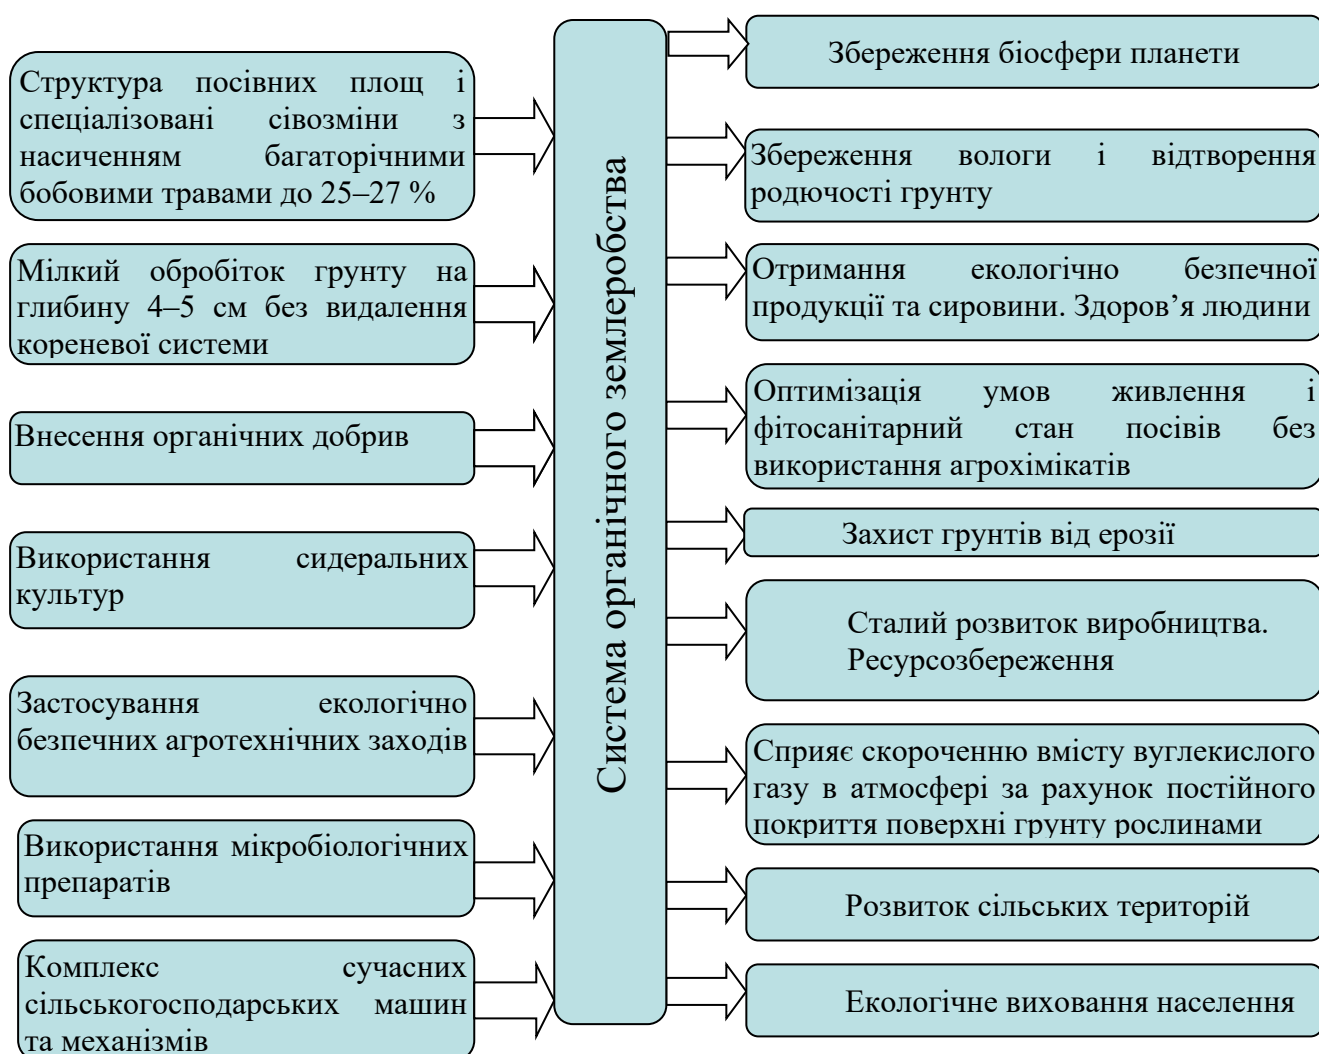 Структура посівних площ і
спеціалізовані сівозміни з
насиченням багаторічними
бобовими травами до 25–27 %
Мілкий обробіток грунту на
глибину 4–5 см без видалення
кореневої системи
Внесення органічних добрив
Використання сидеральних
культур
Застосування екологічно
безпечних агротехнічних заходів
Використання мікробіологічних
препаратів
Комплекс сучасних
сільськогосподарських машин
та механізмів
Система органічного землеробства
Збереження біосфери планети
Збереження вологи і відтворення
родючості грунту
Отримання екологічно безпечної
продукції та сировини. Здоров’я людини
Оптимізація умов живлення і
фітосанітарний стан посівів без
використання агрохімікатів
Захист грунтів від ерозії
Сталий розвиток виробництва.
Ресурсозбереження
Сприяє скороченню вмісту вуглекислого
газу в атмосфері за рахунок постійного
покриття поверхні грунту рослинами
Розвиток сільських територій
Екологічне виховання населення